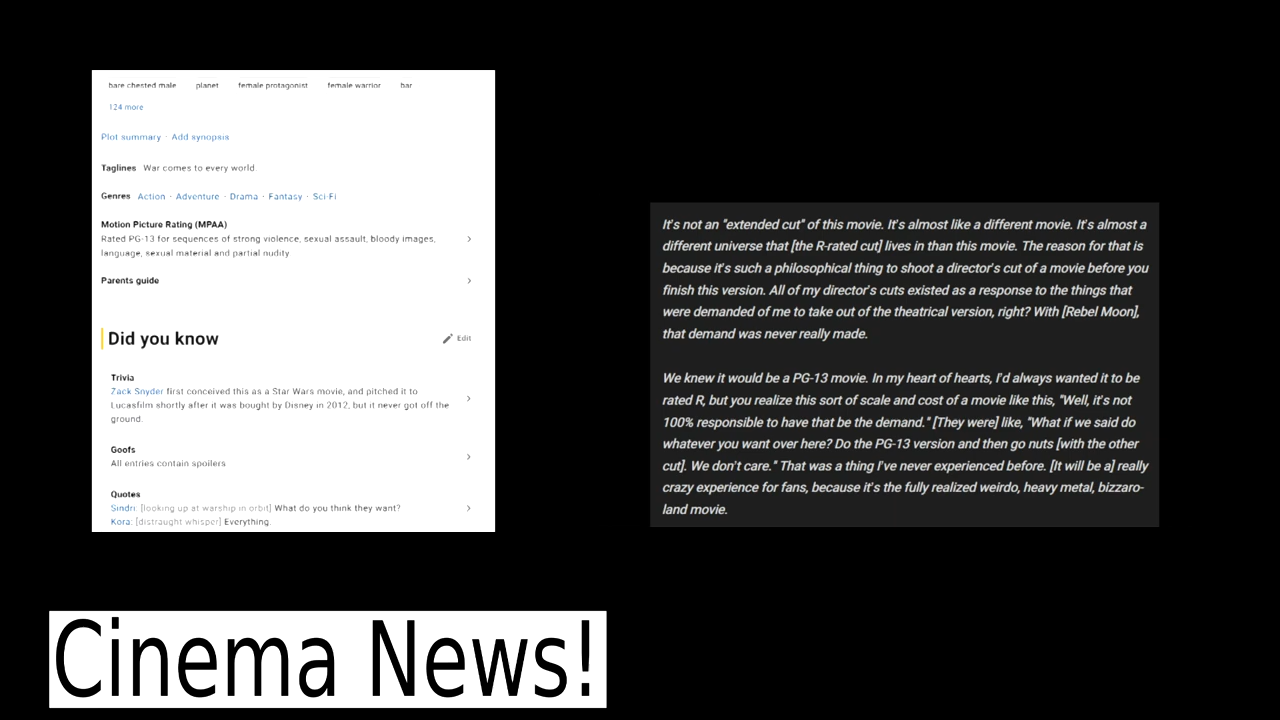 bare chested male planet female protagonist female warrior bar
124 more
Plot summary · Add synopsis
Taglines War comes to every world.
Genres Action · Adventure · Drama · Fantasy · Sci-Fi
Motion Picture Rating (MPAA)
Rated PG-13 for sequences of strong violence, sexual assault, bloody images,
language, sexual material and partial nudity.
Parents guide
Did you know
Edit
Trivia
Zack Snyder first conceived this as a Star Wars movie, and pitched it to
Lucasfilm shortly after it was bought by Disney in 2012, but it never got off the
ground.
Goofs
All entries contain spoilers
Quotes
Sindri: [looking up at warship in orbit] What do you think they want?
Kora: [distraught whisper] Everything.
It's not an "extended cut" of this movie. It's almost like a different movie. It's almost a
different universe that [the R-rated cut] lives in than this movie. The reason for that is
because it's such a philosophical thing to shoot a director's cut of a movie before you
finish this version. All of my director's cuts existed as a response to the things that
were demanded of me to take out of the theatrical version, right? With [Rebel Moon],
that demand was never really made.
We knew it would be a PG-13 movie. In my heart of hearts, I'd always wanted it to be
rated R, but you realize this sort of scale and cost of a movie like this, "Well, it's not
100% responsible to have that be the demand." [They were] like, "What if we said do
whatever you want over here? Do the PG-13 version and then go nuts [with the other
cut]. We don't care." That was a thing I've never experienced before. [It will be a] really
crazy experience for fans, because it's the fully realized weirdo, heavy metal, bizzaro-
land movie.
Cinema News!